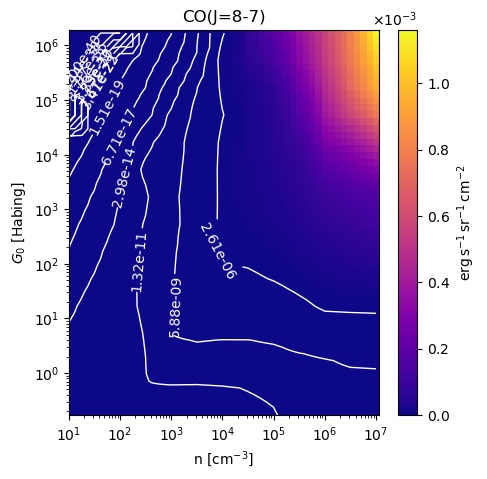 CO(J=8-7)
×10⁻³
10⁶
10⁵
10⁴
10³
10²
10¹
10⁰
G₀ [Habing]
1.51e-19
6.71e-17
2.98e-14
1.32e-11
5.88e-09
2.61e-06
10¹ 10² 10³ 10⁴ 10⁵ 10⁶ 10⁷
n [cm⁻³]
1.0
0.8
0.6
0.4
0.2
0.0
erg s⁻¹ sr⁻¹ cm⁻²